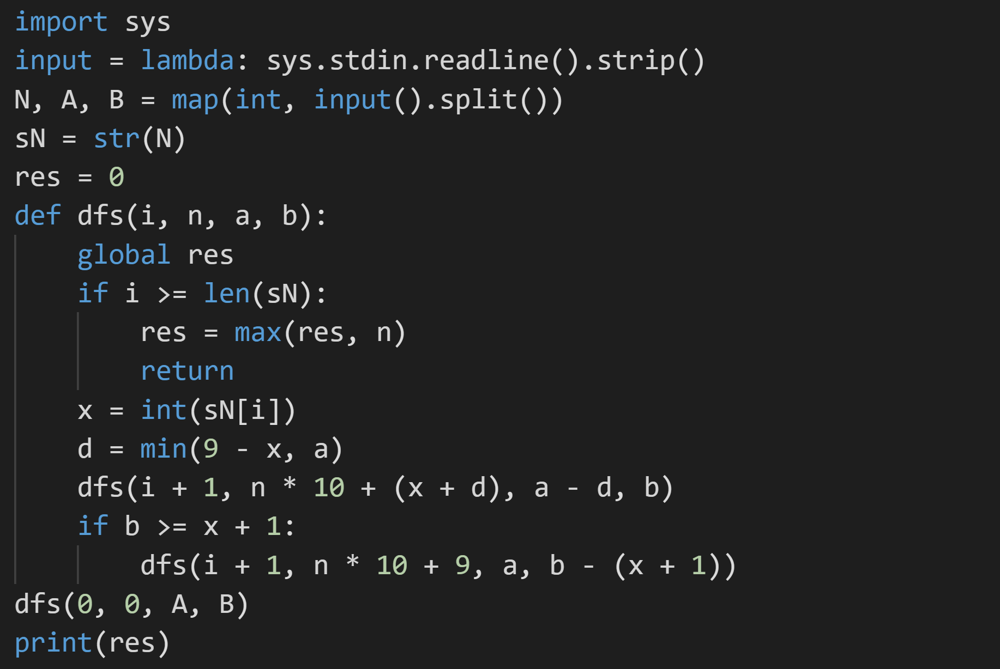 import sys
input = lambda: sys.stdin.readline().strip()
N, A, B = map(int, input().split())
sN = str(N)
res = 0
def dfs(i, n, a, b):
    global res
    if i >= len(sN):
        res = max(res, n)
        return
    x = int(sN[i])
    d = min(9 - x, a)
    dfs(i + 1, n * 10 + (x + d), a - d, b)
    if b >= x + 1:
        dfs(i + 1, n * 10 + 9, a, b - (x + 1))
dfs(0, 0, A, B)
print(res)